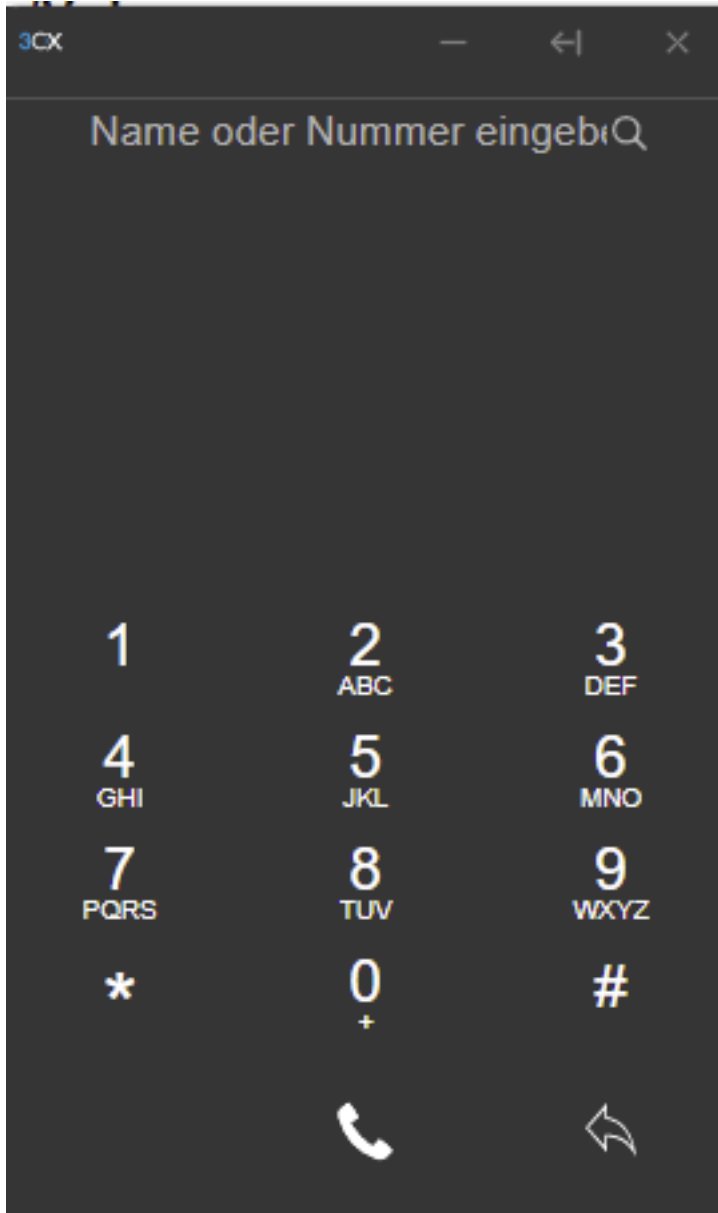 3CX
Name oder Nummer eingeb
1 2 3
ABC DEF
4 5 6
GHI JKL MNO
7 8 9
PQRS TUV WXYZ
* 0 #
+